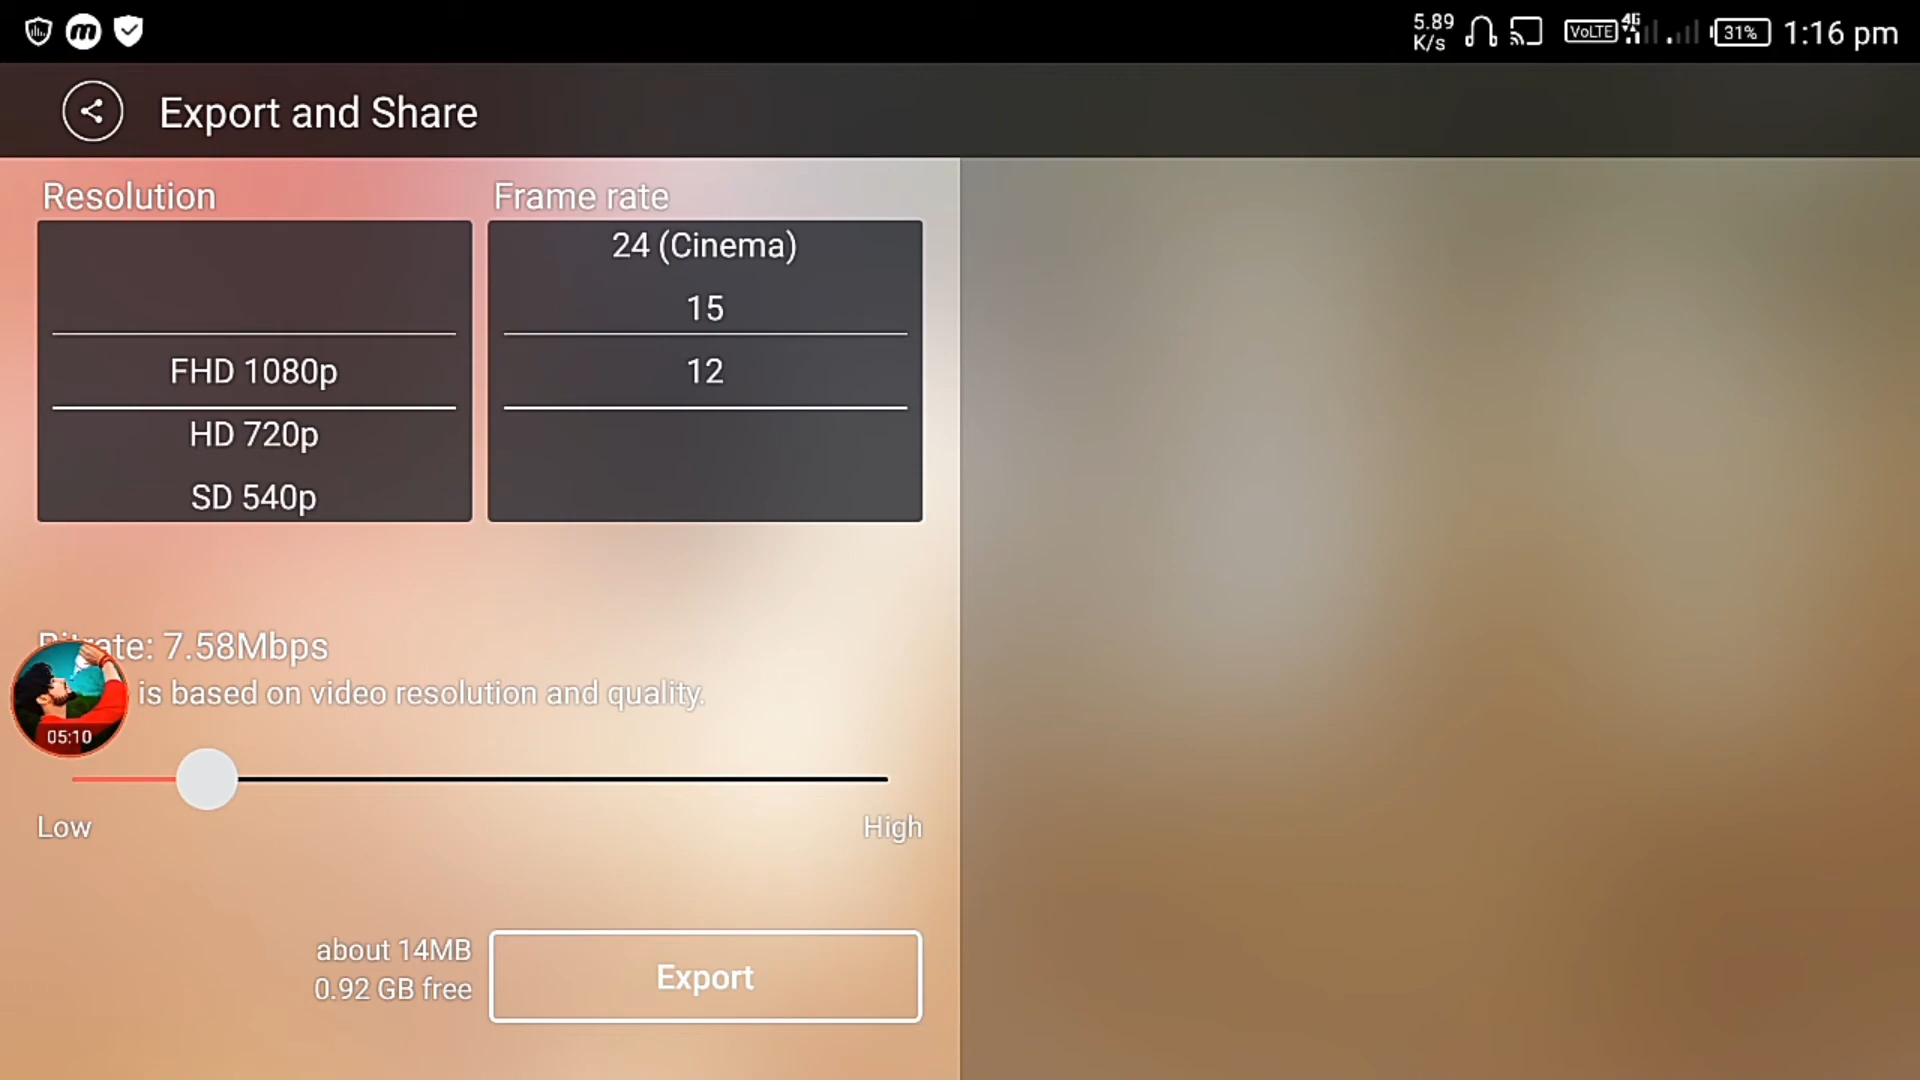 5.89
K/s
VoLTE
4G
31%
1:16 pm
Export and Share
Resolution
Frame rate
FHD 1080p
HD 720p
SD 540p
24 (Cinema)
15
12
Bitrate: 7.58Mbps
is based on video resolution and quality.
05:10
Low
High
about 14MB
0.92 GB free
Export